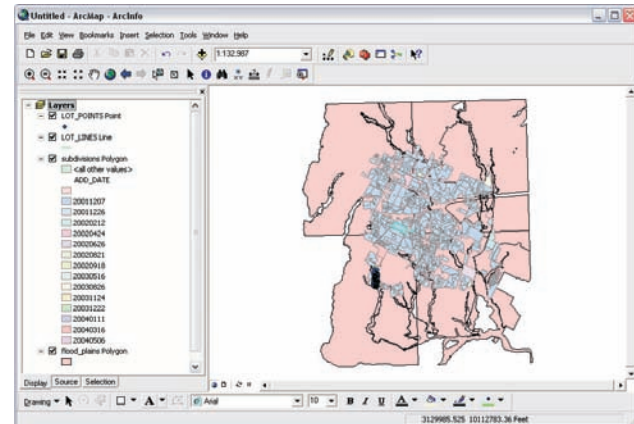 Untitled - ArcMap - ArcInfo
File Edit View Bookmarks Insert Selection Tools Window Help
1:132,987
Layers
LOT_POINTS Point
LOT_LINES Line
subdivisions Polygon
<all other values>
ADD_DATE
20011207
20011226
20020212
20020424
20020626
20020821
20020918
20030516
20030826
20031124
20031222
20040111
20040316
20040506
flood_plains Polygon
Display Source Selection
Drawing A Arial 10 B I U A
3129985.525 10112783.36 Feet